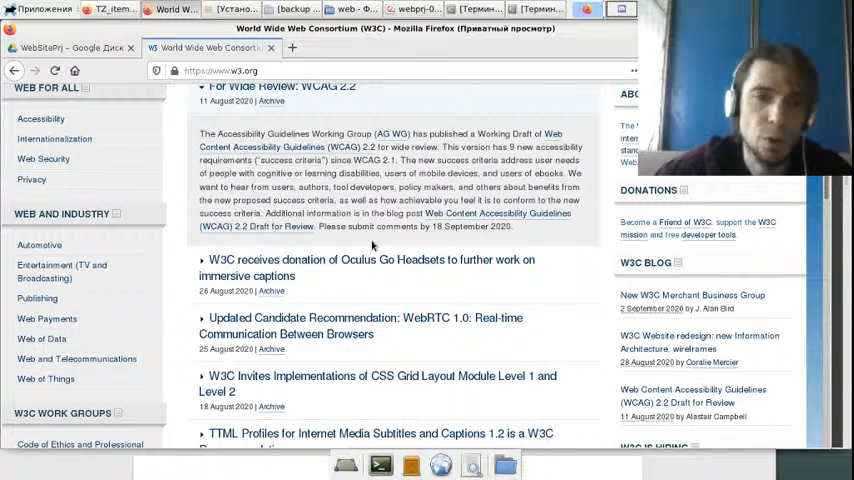 Приложения
TZ_item...
World W...
[Устано...
[backup ...
web - Ф...
webprj-0...
[Термин...
[Термин...
World Wide Web Consortium (W3C) - Mozilla Firefox (Приватный просмотр)
WebSitePrj – Google Диск
W3 World Wide Web Consortiu
https://www.w3.org
WEB FOR ALL
Accessibility
Internationalization
Web Security
Privacy
WEB AND INDUSTRY
Automotive
Entertainment (TV and
Broadcasting)
Publishing
Web Payments
Web of Data
Web and Telecommunications
Web of Things
W3C WORK GROUPS
Code of Ethics and Professional
For Wide Review: WCAG 2.2
11 August 2020 | Archive
The Accessibility Guidelines Working Group (AG WG) has published a Working Draft of Web
Content Accessibility Guidelines (WCAG) 2.2 for wide review. This version has 9 new accessibility
requirements ("success criteria") since WCAG 2.1. The new success criteria address user needs
of people with cognitive or learning disabilities, users of mobile devices, and users of ebooks. We
want to hear from users, authors, tool developers, policy makers, and others about benefits from
the new proposed success criteria, as well as how achievable you feel it is to conform to the new
success criteria. Additional information is in the blog post Web Content Accessibility Guidelines
(WCAG) 2.2 Draft for Review. Please submit comments by 18 September 2020.
W3C receives donation of Oculus Go Headsets to further work on
immersive captions
26 August 2020 | Archive
Updated Candidate Recommendation: WebRTC 1.0: Real-time
Communication Between Browsers
25 August 2020 | Archive
W3C Invites Implementations of CSS Grid Layout Module Level 1 and
Level 2
18 August 2020 | Archive
TTML Profiles for Internet Media Subtitles and Captions 1.2 is a W3C
ABO
The W
DONATIONS
Become a Friend of W3C: support the W3C
mission and free developer tools.
W3C BLOG
New W3C Merchant Business Group
2 September 2020 by J. Alan Bird
W3C Website redesign: new Information
Architecture, wireframes
28 August 2020 by Coralie Mercier
Web Content Accessibility Guidelines
(WCAG) 2.2 Draft for Review
11 August 2020 by Alastair Campbell
W3C IS HIRING